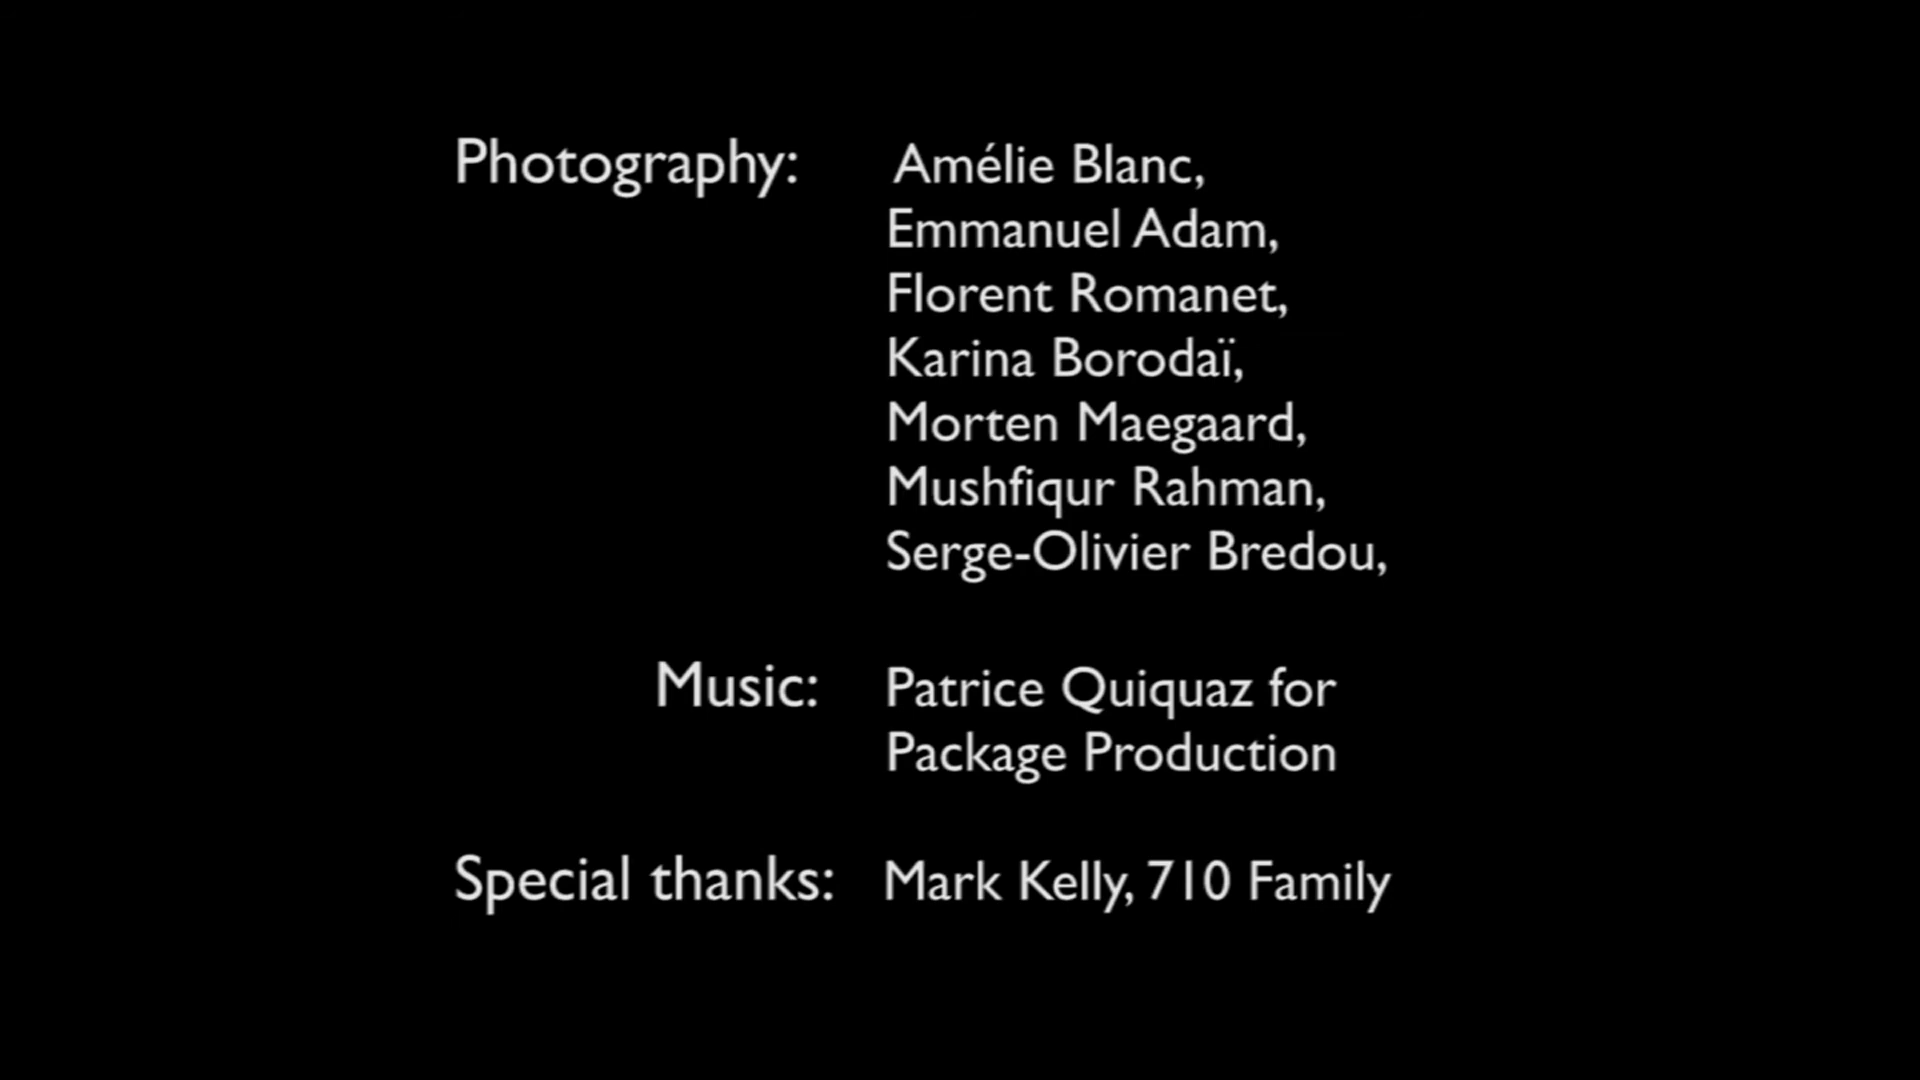 Photography: Amélie Blanc,
Emmanuel Adam,
Florent Romanet,
Karina Borodaï,
Morten Maegaard,
Mushfiqur Rahman,
Serge-Olivier Bredou,
Music: Patrice Quiquaz for
Package Production
Special thanks: Mark Kelly, 710 Family